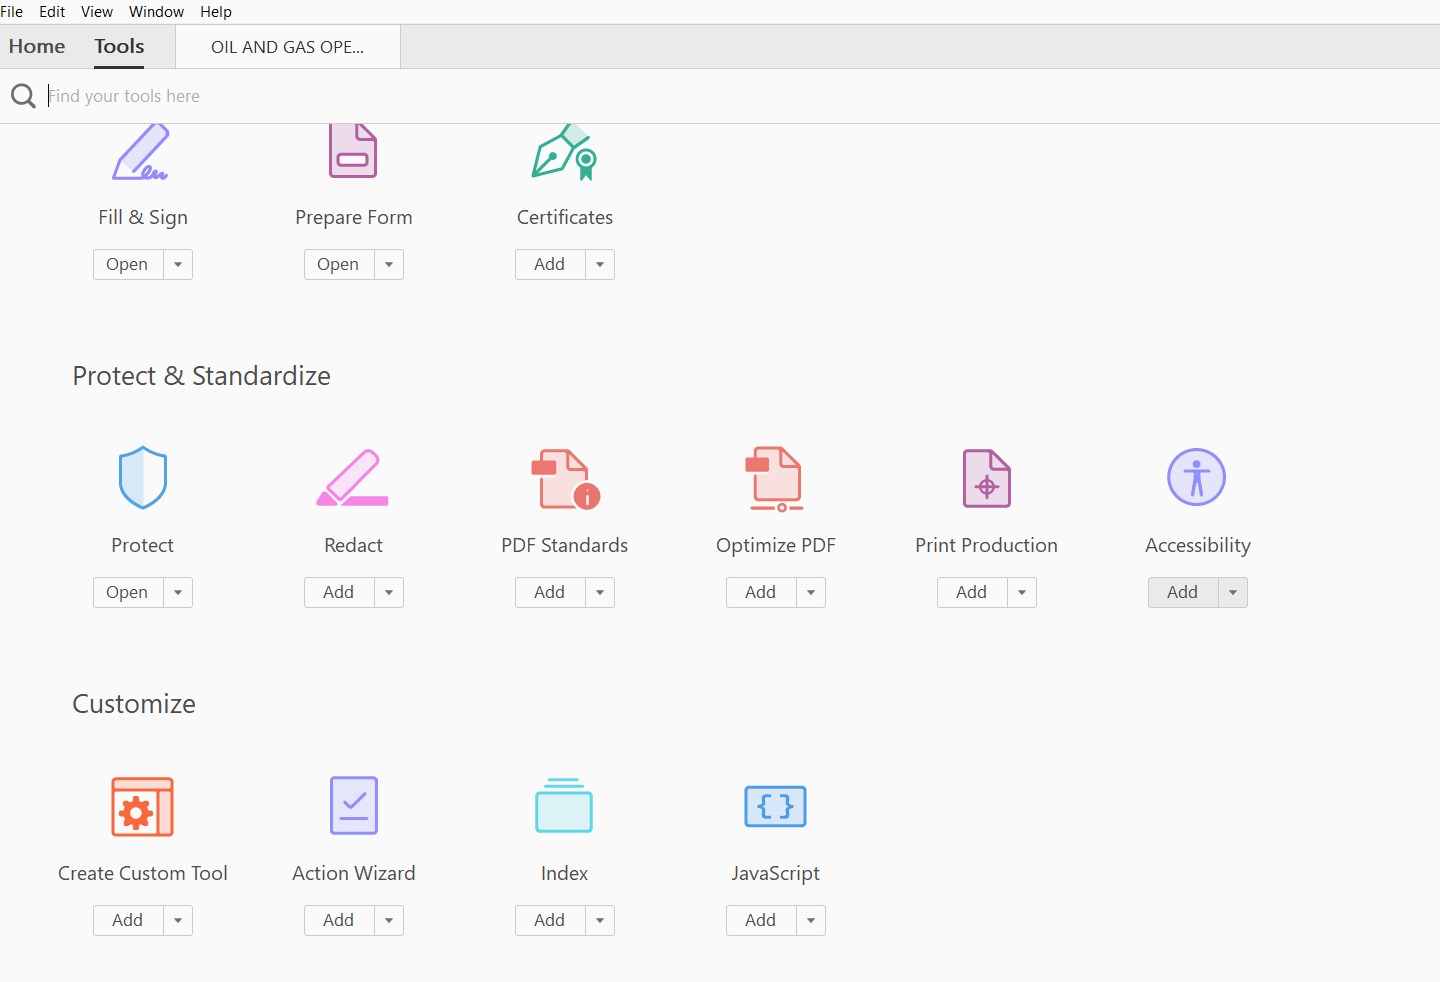 File Edit View Window Help
Home Tools OIL AND GAS OPE...
Find your tools here
Fill & Sign Prepare Form Certificates
Open Open Add
Protect & Standardize
Protect Redact PDF Standards Optimize PDF Print Production Accessibility
Open Add Add Add Add Add
Customize
Create Custom Tool Action Wizard Index JavaScript
Add Add Add Add